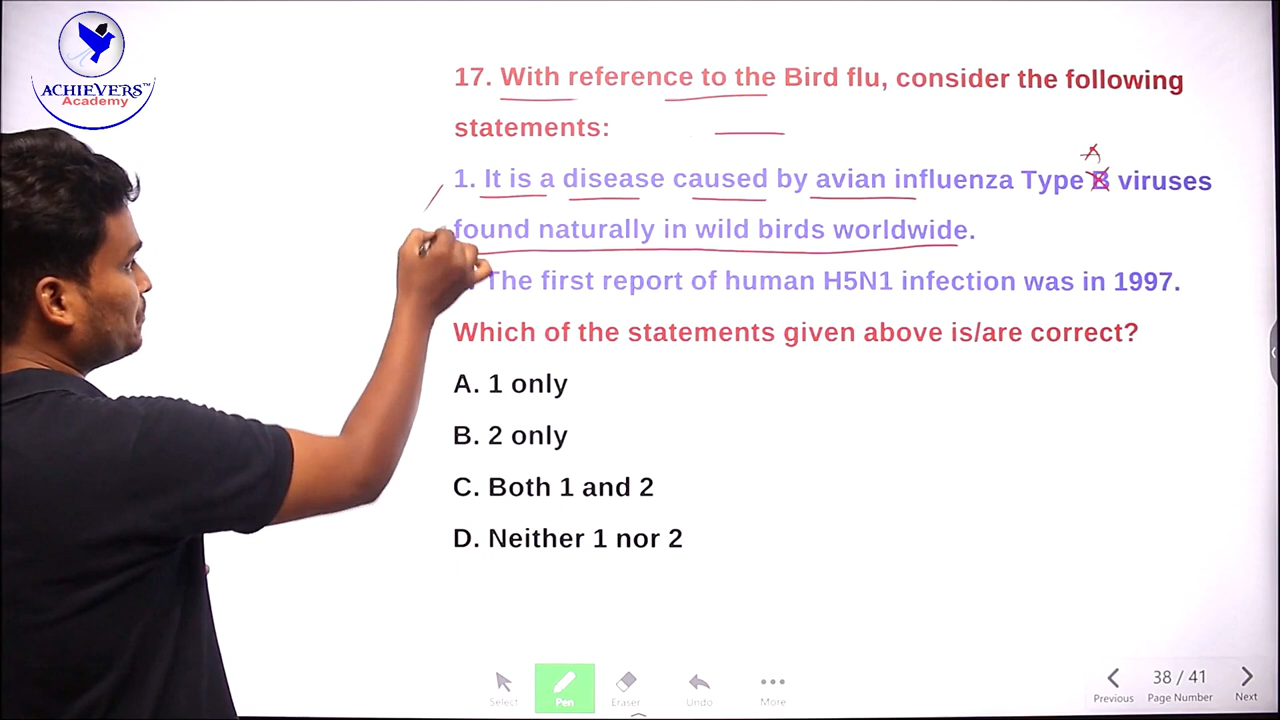 ACHIEVERS™
Academy
17. With reference to the Bird flu, consider the following
statements:
A
1. It is a disease caused by avian influenza Type B viruses
found naturally in wild birds worldwide.
The first report of human H5N1 infection was in 1997.
Which of the statements given above is/are correct?
A. 1 only
B. 2 only
C. Both 1 and 2
D. Neither 1 nor 2
Select Pen Eraser Undo More
38 / 41
Previous Page Number Next